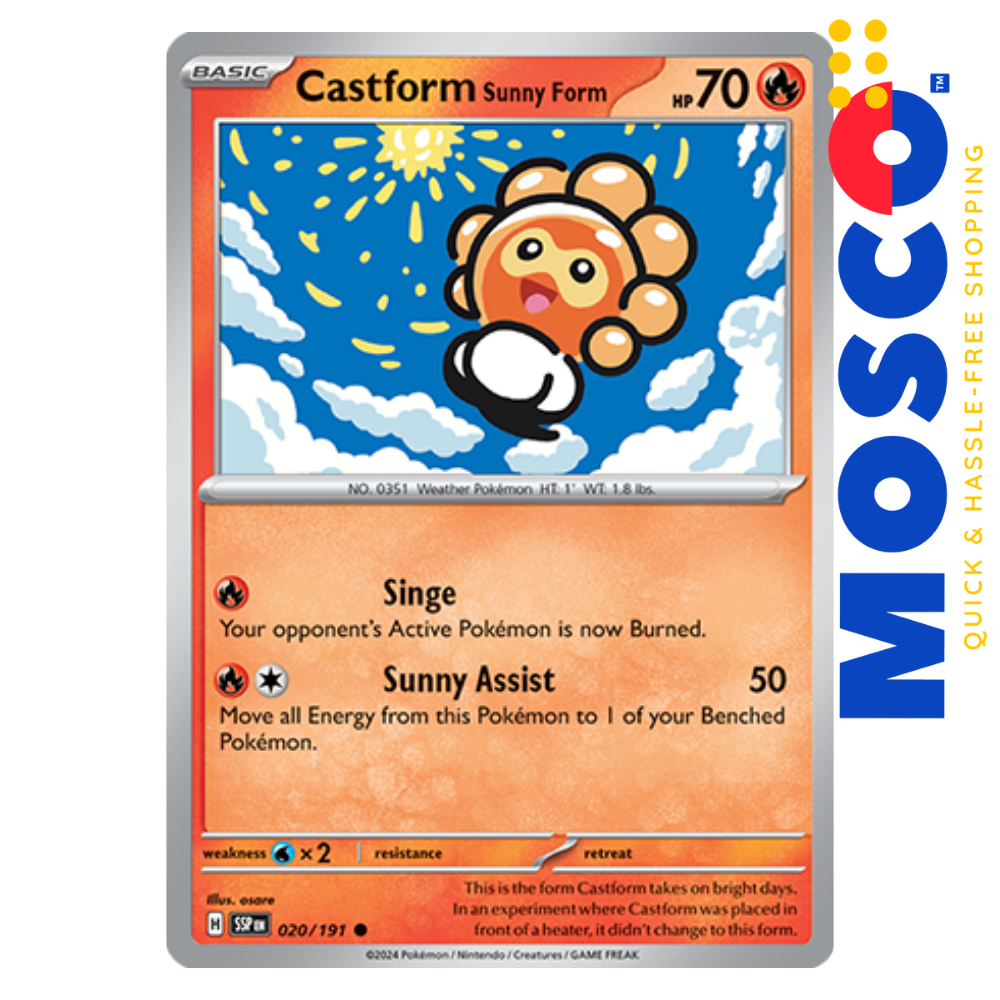 BASIC
Castform Sunny Form
HP 70
NO. 0351 Weather Pokémon HT: 1' WT: 1.8 lbs.
Singe
Your opponent's Active Pokémon is now Burned.
Sunny Assist 50
Move all Energy from this Pokémon to 1 of your Benched
Pokémon.
weakness ×2 resistance retreat
Illus. osare
H SSP EN 020/191
This is the form Castform takes on bright days.
In an experiment where Castform was placed in
front of a heater, it didn't change to this form.
©2024 Pokémon / Nintendo / Creatures / GAME FREAK
MOSCO™
QUICK & HASSLE-FREE SHOPPING